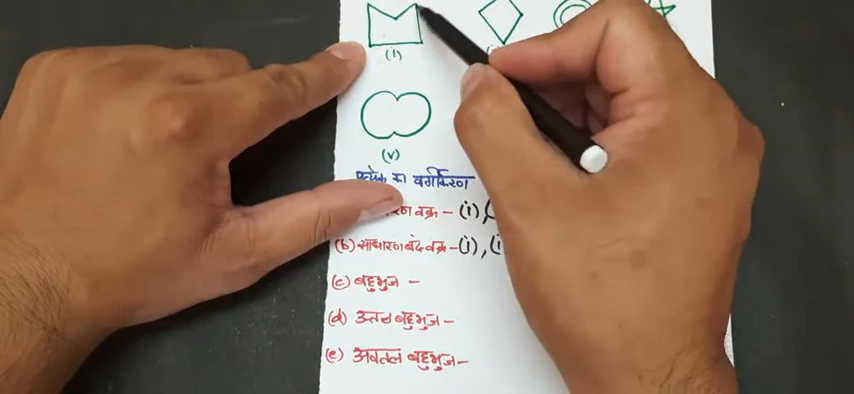 (i)
(v)
का वर्गीकरण
वक्र - (i),
(b) साधारण बंद वक्र - (i), (i
(c) बहुभुज -
(d) उत्तल बहुभुज -
(e) अवतल बहुभुज -